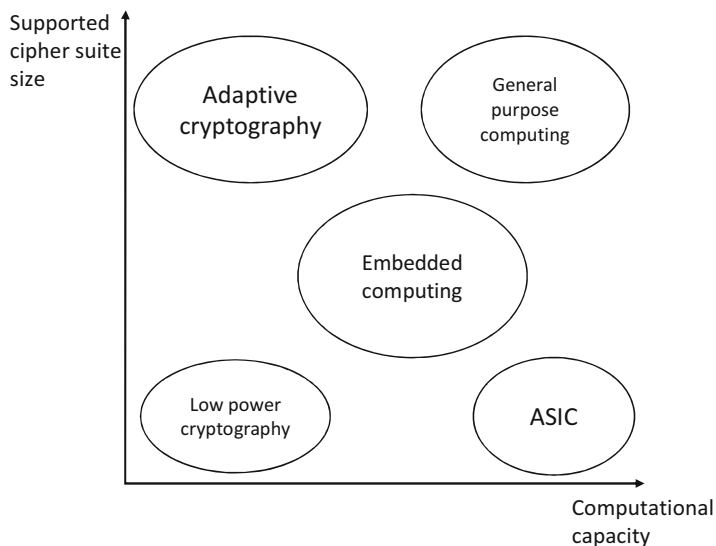 Supported
cipher suite
size
Adaptive
cryptography
General
purpose
computing
Embedded
computing
Low power
cryptography
ASIC
Computational
capacity